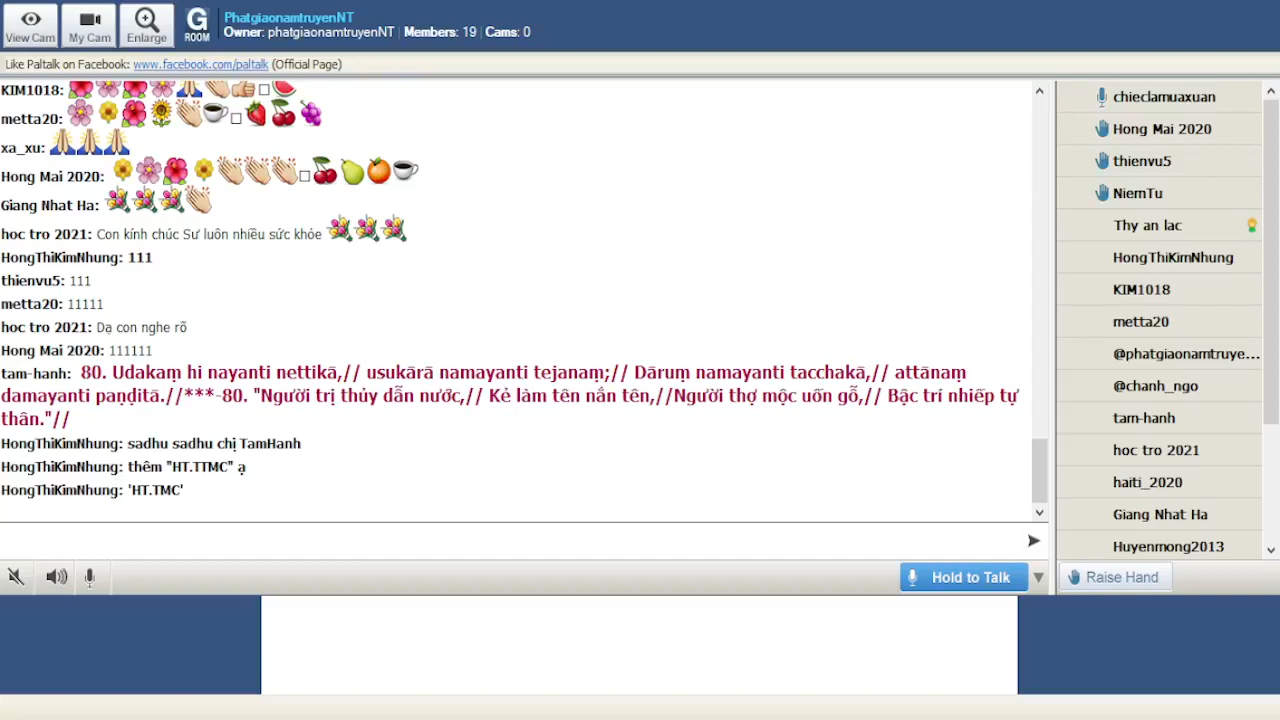 View Cam
My Cam
Enlarge
G
ROOM
PhatgiaonamtruyenNT
Owner: phatgiaonamtruyenNT | Members: 19 | Cams: 0
Like Paltalk on Facebook: www.facebook.com/paltalk (Official Page)
KIM1018:
metta20:
xa_xu:
Hong Mai 2020:
Giang Nhat Ha:
hoc tro 2021: Con kính chúc Sư luôn nhiều sức khỏe
HongThiKimNhung: 111
thienvu5: 111
metta20: 11111
hoc tro 2021: Dạ con nghe rõ
Hong Mai 2020: 111111
tam-hanh: 80. Udakaṃ hi nayanti nettikā,// usukārā namayanti tejanaṃ;// Dāruṃ namayanti tacchakā,// attānaṃ
damayanti paṇḍitā.//***-80. "Người trị thủy dẫn nước,// Kẻ làm tên nắn tên,//Người thợ mộc uốn gỗ,// Bậc trí nhiếp tự
thân."//
HongThiKimNhung: sadhu sadhu chị TamHanh
HongThiKimNhung: thêm "HT.TTMC" ạ
HongThiKimNhung: 'HT.TMC'
Hold to Talk
chieclamuaxuan
Hong Mai 2020
thienvu5
NiemTu
Thy an lac
HongThiKimNhung
KIM1018
metta20
@phatgiaonamtruye...
@chanh_ngo
tam-hanh
hoc tro 2021
haiti_2020
Giang Nhat Ha
Huyenmong2013
Raise Hand